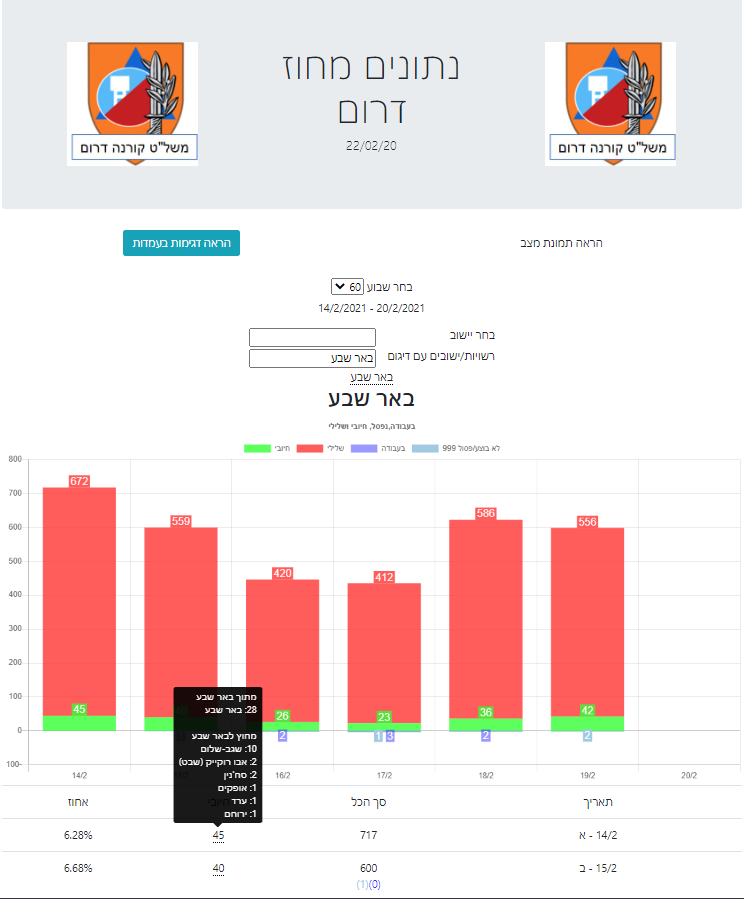 נתונים מחוז
דרום
22/02/20
משל"ט קורנה דרום
משל"ט קורנה דרום
הראה תמונת מצב
הראה דגימות בעמדות
בחר שבוע 60
14/2/2021 - 20/2/2021
בחר יישוב
רשויות/ישובים עם דיגום באר שבע
באר שבע
באר שבע
בעבודה,נפסל, חיובי ושלילי
חיובי שלילי בעבודה לא בוצע/פסול 999
800
700
600
500
400
300
200
100
0
100-
672 559 420 412 586 556
45 26 23 36 42
2 1 3 2 2
14/2 16/2 17/2 18/2 19/2 20/2
מתוך באר שבע
28: באר שבע
מחוץ לבאר שבע
10: שגב-שלום
2: אבו רוקייק (שבט)
2: סח'נין
1: אופקים
1: ערד
1: ירוחם
תאריך סך הכל חיובי אחוז
14/2 - א 717 45 6.28%
15/2 - ב 600 40 6.68%
(1)(0)